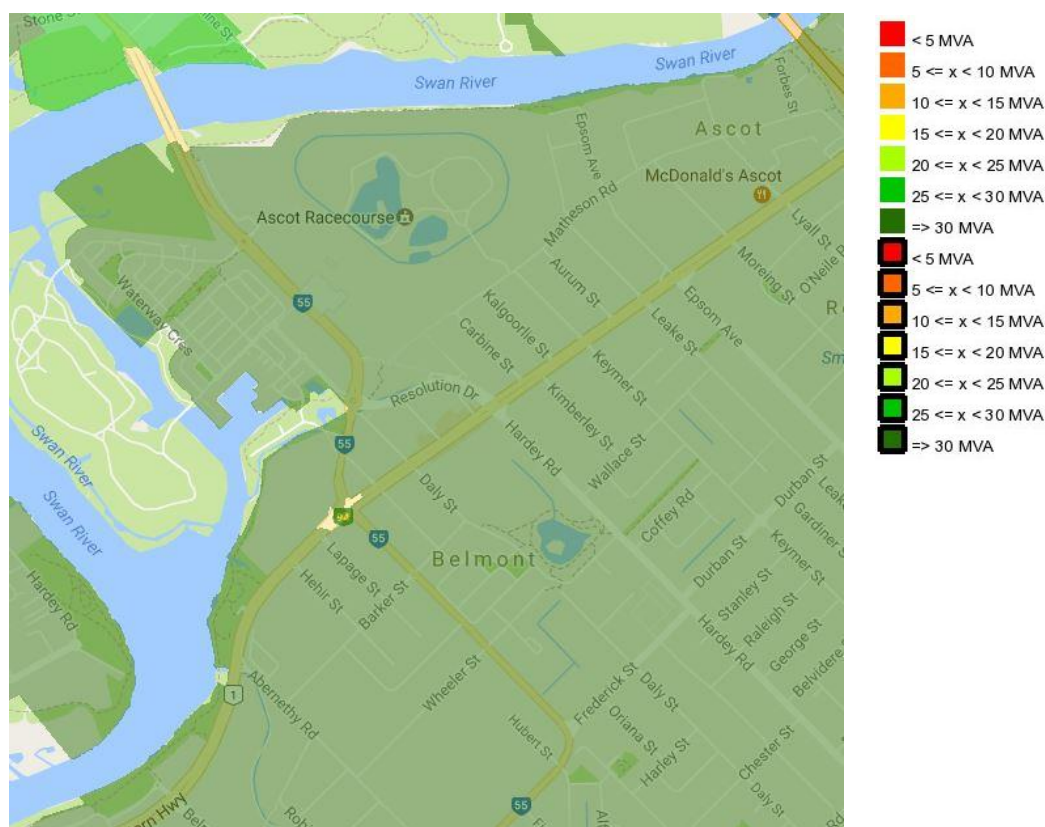 Stone St
Swan River
Swan River
Forbes St
Ascot
Epsom Ave
McDonald's Ascot
Ascot Racecourse
Matheson Rd
Lyall St
O'Neile P
Moreing St
Waterway Cres
55
Aurum St
Epsom Ave
Kalgoorlie St
Leake St
Carbine St
Keymer St
Resolution Dr
Kimberley St
55
Hardey Rd
Wallace St
Swan River
Daly St
Durban St
Leake
Coffey Rd
Gardiner S
Swan River
55
Keymer St
Belmont
Durban St
Lapage St
Hehir St
Barker St
Stanley St
Raleigh St
Hardey Rd
Hardey Rd
George St
Belvidere
Wheeler St
Abernethy Rd
1
Frederick St
Daly St
Oriana St
Hubert St
Harley St
Chester St
Daly St
55
ern Hwy
< 5 MVA
5 <= x < 10 MVA
10 <= x < 15 MVA
15 <= x < 20 MVA
20 <= x < 25 MVA
25 <= x < 30 MVA
=> 30 MVA
< 5 MVA
5 <= x < 10 MVA
10 <= x < 15 MVA
15 <= x < 20 MVA
20 <= x < 25 MVA
25 <= x < 30 MVA
=> 30 MVA